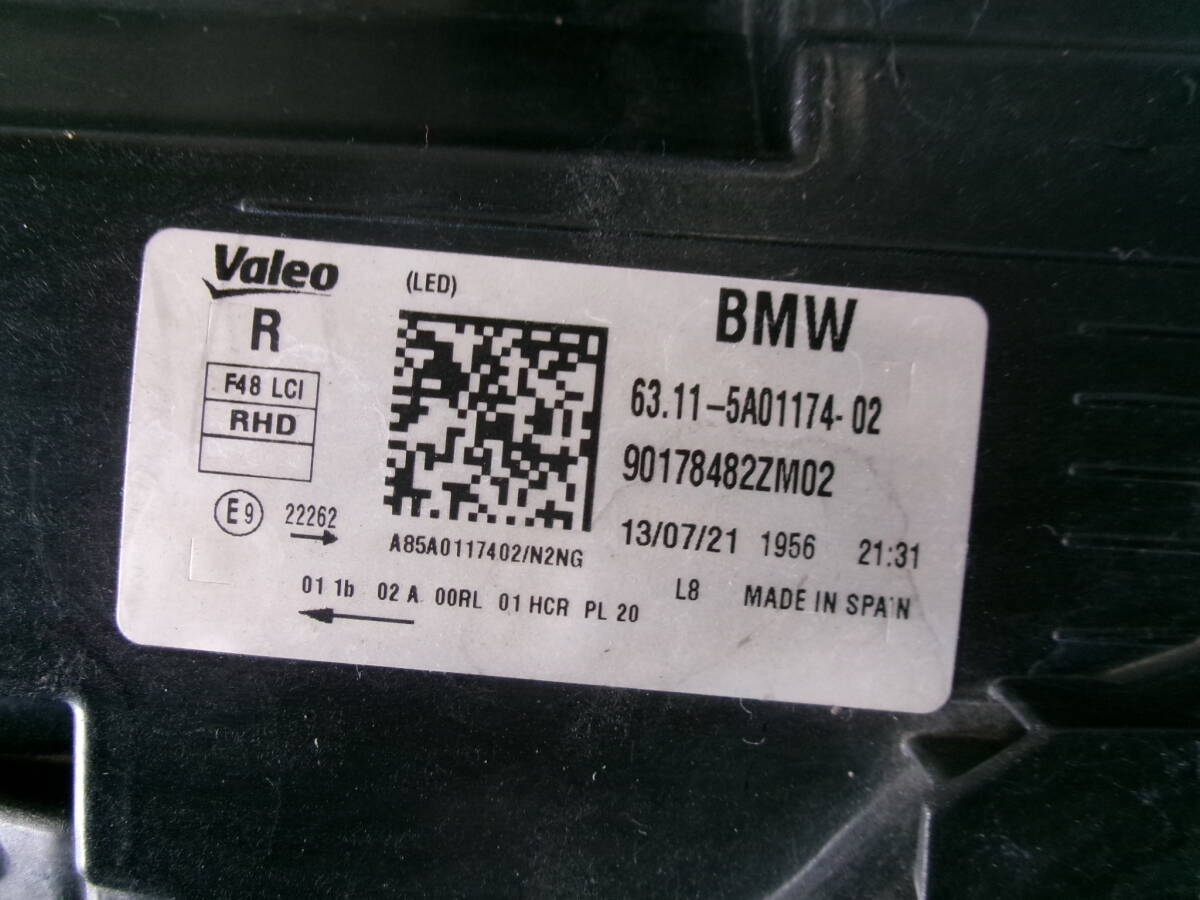 Valeo (LED) BMW
R
F48 LCI
RHD
63.11-5A01174-02
90178482ZM02
E9 22262
13/07/21 1956 21:31
A85A0117402/N2NG
01 1b 02 A 00RL 01 HCR PL 20
L8 MADE IN SPAIN